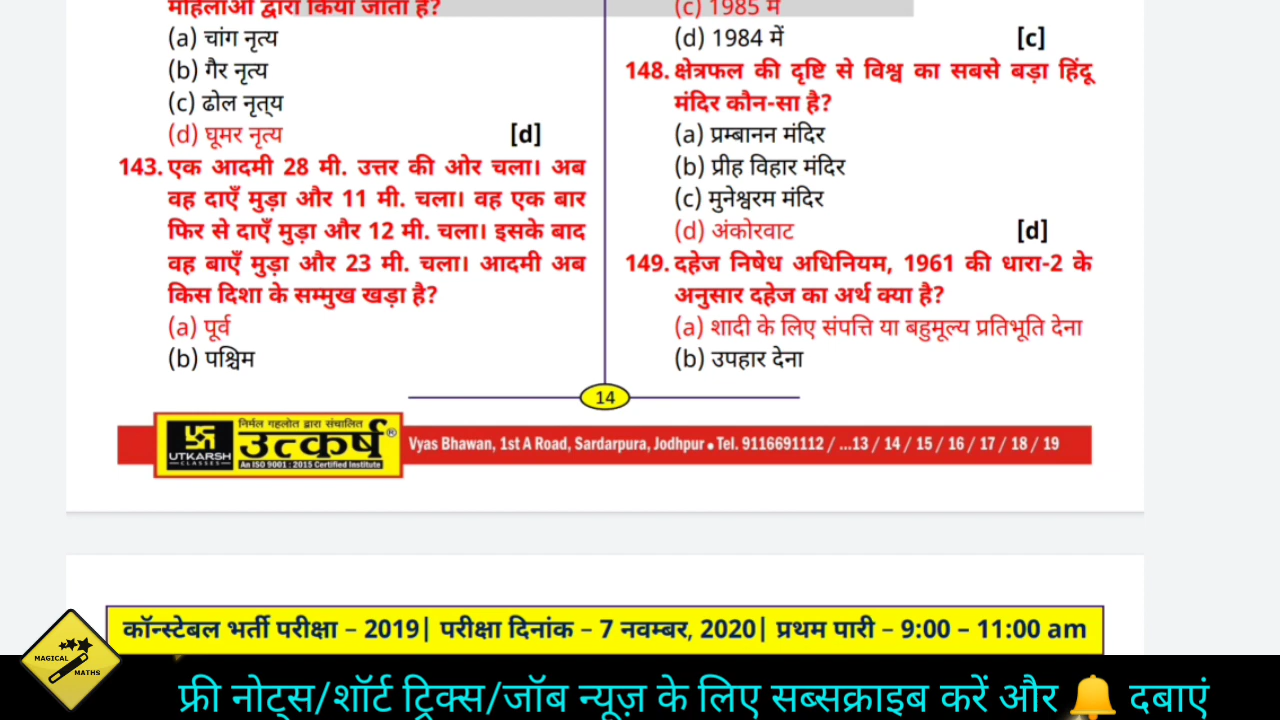 महिलाओं द्वारा किया जाता है?
(a) चांग नृत्य
(b) गैर नृत्य
(c) ढोल नृत्य
(d) घूमर नृत्य [d]
143. एक आदमी 28 मी. उत्तर की ओर चला। अब
वह दाएँ मुड़ा और 11 मी. चला। वह एक बार
फिर से दाएँ मुड़ा और 12 मी. चला। इसके बाद
वह बाएँ मुड़ा और 23 मी. चला। आदमी अब
किस दिशा के सम्मुख खड़ा है?
(a) पूर्व
(b) पश्चिम
(c) 1985 में
(d) 1984 में [c]
148. क्षेत्रफल की दृष्टि से विश्व का सबसे बड़ा हिंदू
मंदिर कौन-सा है?
(a) प्रम्बानन मंदिर
(b) प्रीह विहार मंदिर
(c) मुनेश्वरम मंदिर
(d) अंकोरवाट [d]
149. दहेज निषेध अधिनियम, 1961 की धारा-2 के
अनुसार दहेज का अर्थ क्या है?
(a) शादी के लिए संपत्ति या बहुमूल्य प्रतिभूति देना
(b) उपहार देना
14
निर्मल गहलोत द्वारा संचालित
उत्कर्ष ®
UTKARSH
CLASSES
An ISO 9001 : 2015 Certified Institute
Vyas Bhawan, 1st A Road, Sardarpura, Jodhpur • Tel. 9116691112 / ...13 / 14 / 15 / 16 / 17 / 18 / 19
कॉन्स्टेबल भर्ती परीक्षा – 2019| परीक्षा दिनांक – 7 नवम्बर, 2020| प्रथम पारी – 9:00 – 11:00 am
MAGICAL
MATHS
फ्री नोट्स/शॉर्ट ट्रिक्स/जॉब न्यूज़ के लिए सब्सक्राइब करें और 🔔 दबाएं